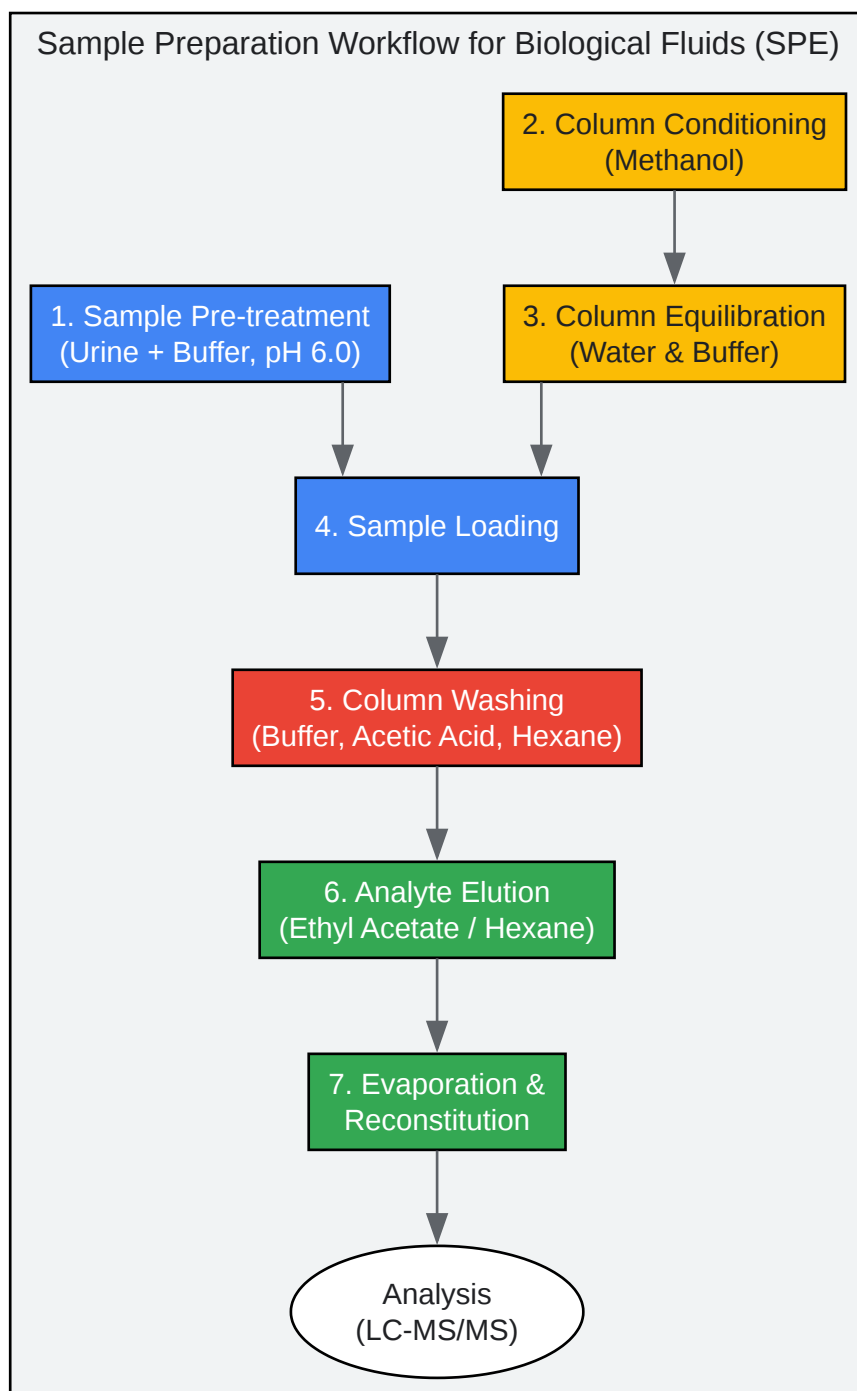 Sample Preparation Workflow for Biological Fluids (SPE)
2. Column Conditioning
(Methanol)
1. Sample Pre-treatment
(Urine + Buffer, pH 6.0)
3. Column Equilibration
(Water & Buffer)
4. Sample Loading
5. Column Washing
(Buffer, Acetic Acid, Hexane)
6. Analyte Elution
(Ethyl Acetate / Hexane)
7. Evaporation &
Reconstitution
Analysis
(LC-MS/MS)